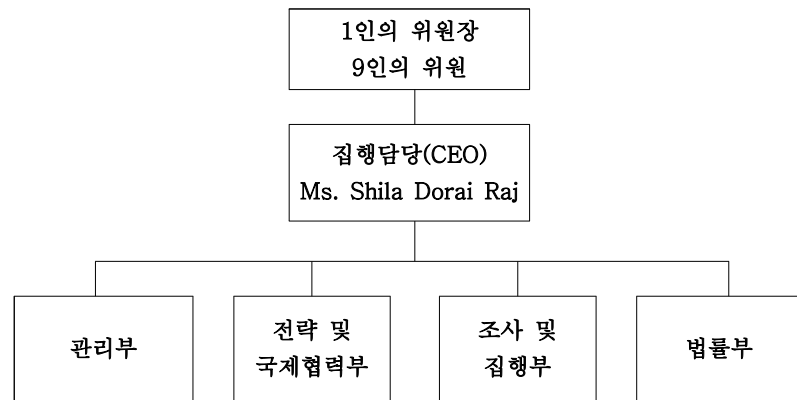 1인의 위원장
9인의 위원
집행담당(CEO)
Ms. Shila Dorai Raj
관리부
전략 및
국제협력부
조사 및
집행부
법률부